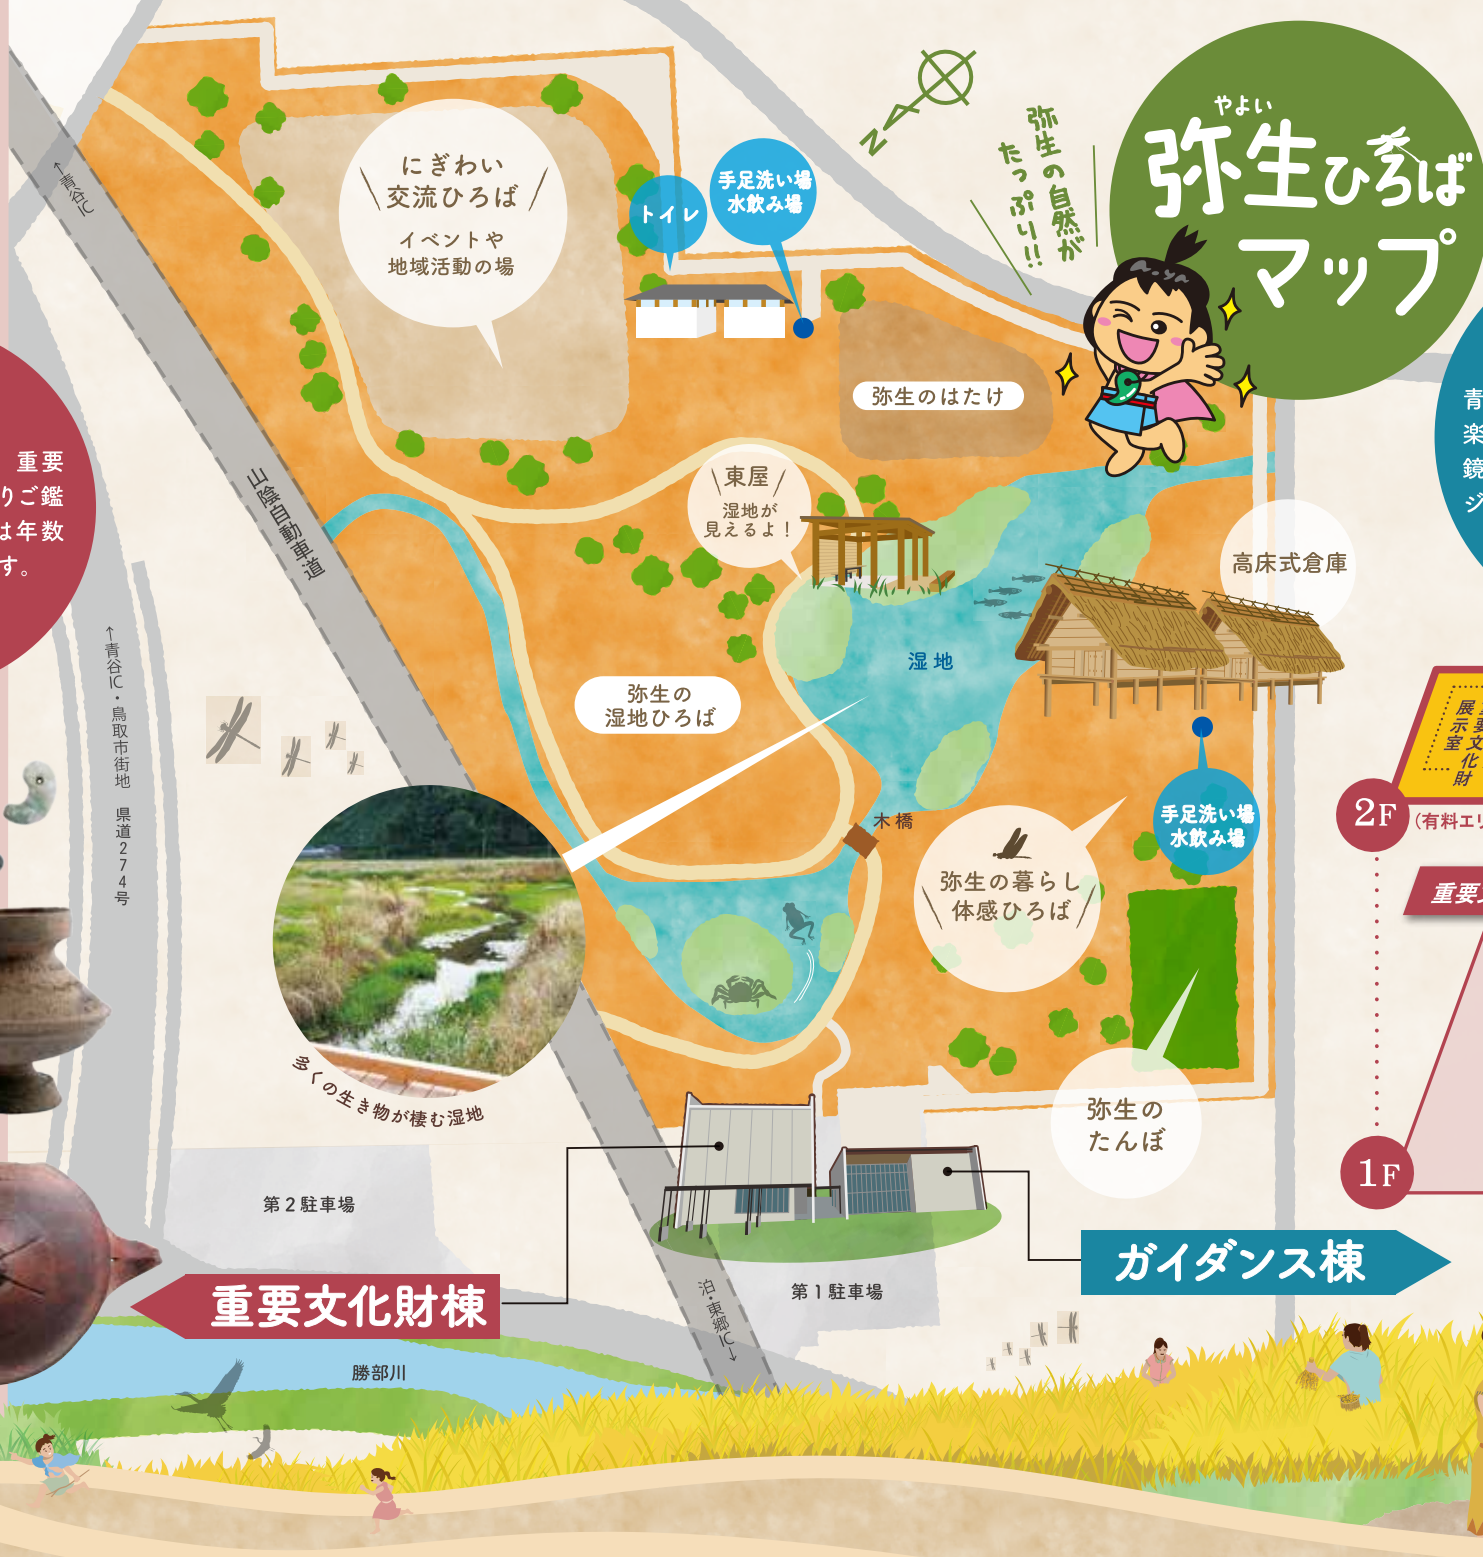 やよい
弥生ひろば
マップ
弥生の自然が
たっぷり!!
N
にぎわい
交流ひろば
イベントや
地域活動の場
トイレ
手足洗い場
水飲み場
弥生のはたけ
東屋
湿地が
見えるよ！
高床式倉庫
湿地
弥生の
湿地ひろば
木橋
手足洗い場
水飲み場
弥生の暮らし
体感ひろば
弥生の
たんぼ
多くの生き物が棲む湿地
←青谷IC
山陰自動車道
←青谷IC・鳥取市街地　県道274号
泊・東郷IC→
第2駐車場
第1駐車場
重要文化財棟
ガイダンス棟
勝部川
重要
りご鑑
は年数
す。
青
楽
鏡
ジ
重要文化財
展示室
2F
(有料エリ
重要
1F